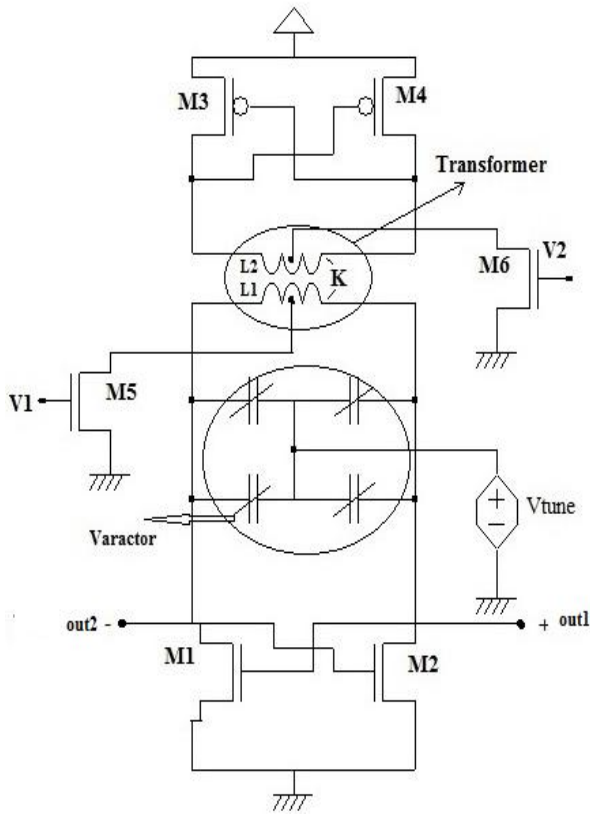 M3
M4
Transformer
L2
L1
K
V2
M6
V1
M5
Vtune
Varactor
out2 -
+ out1
M1
M2